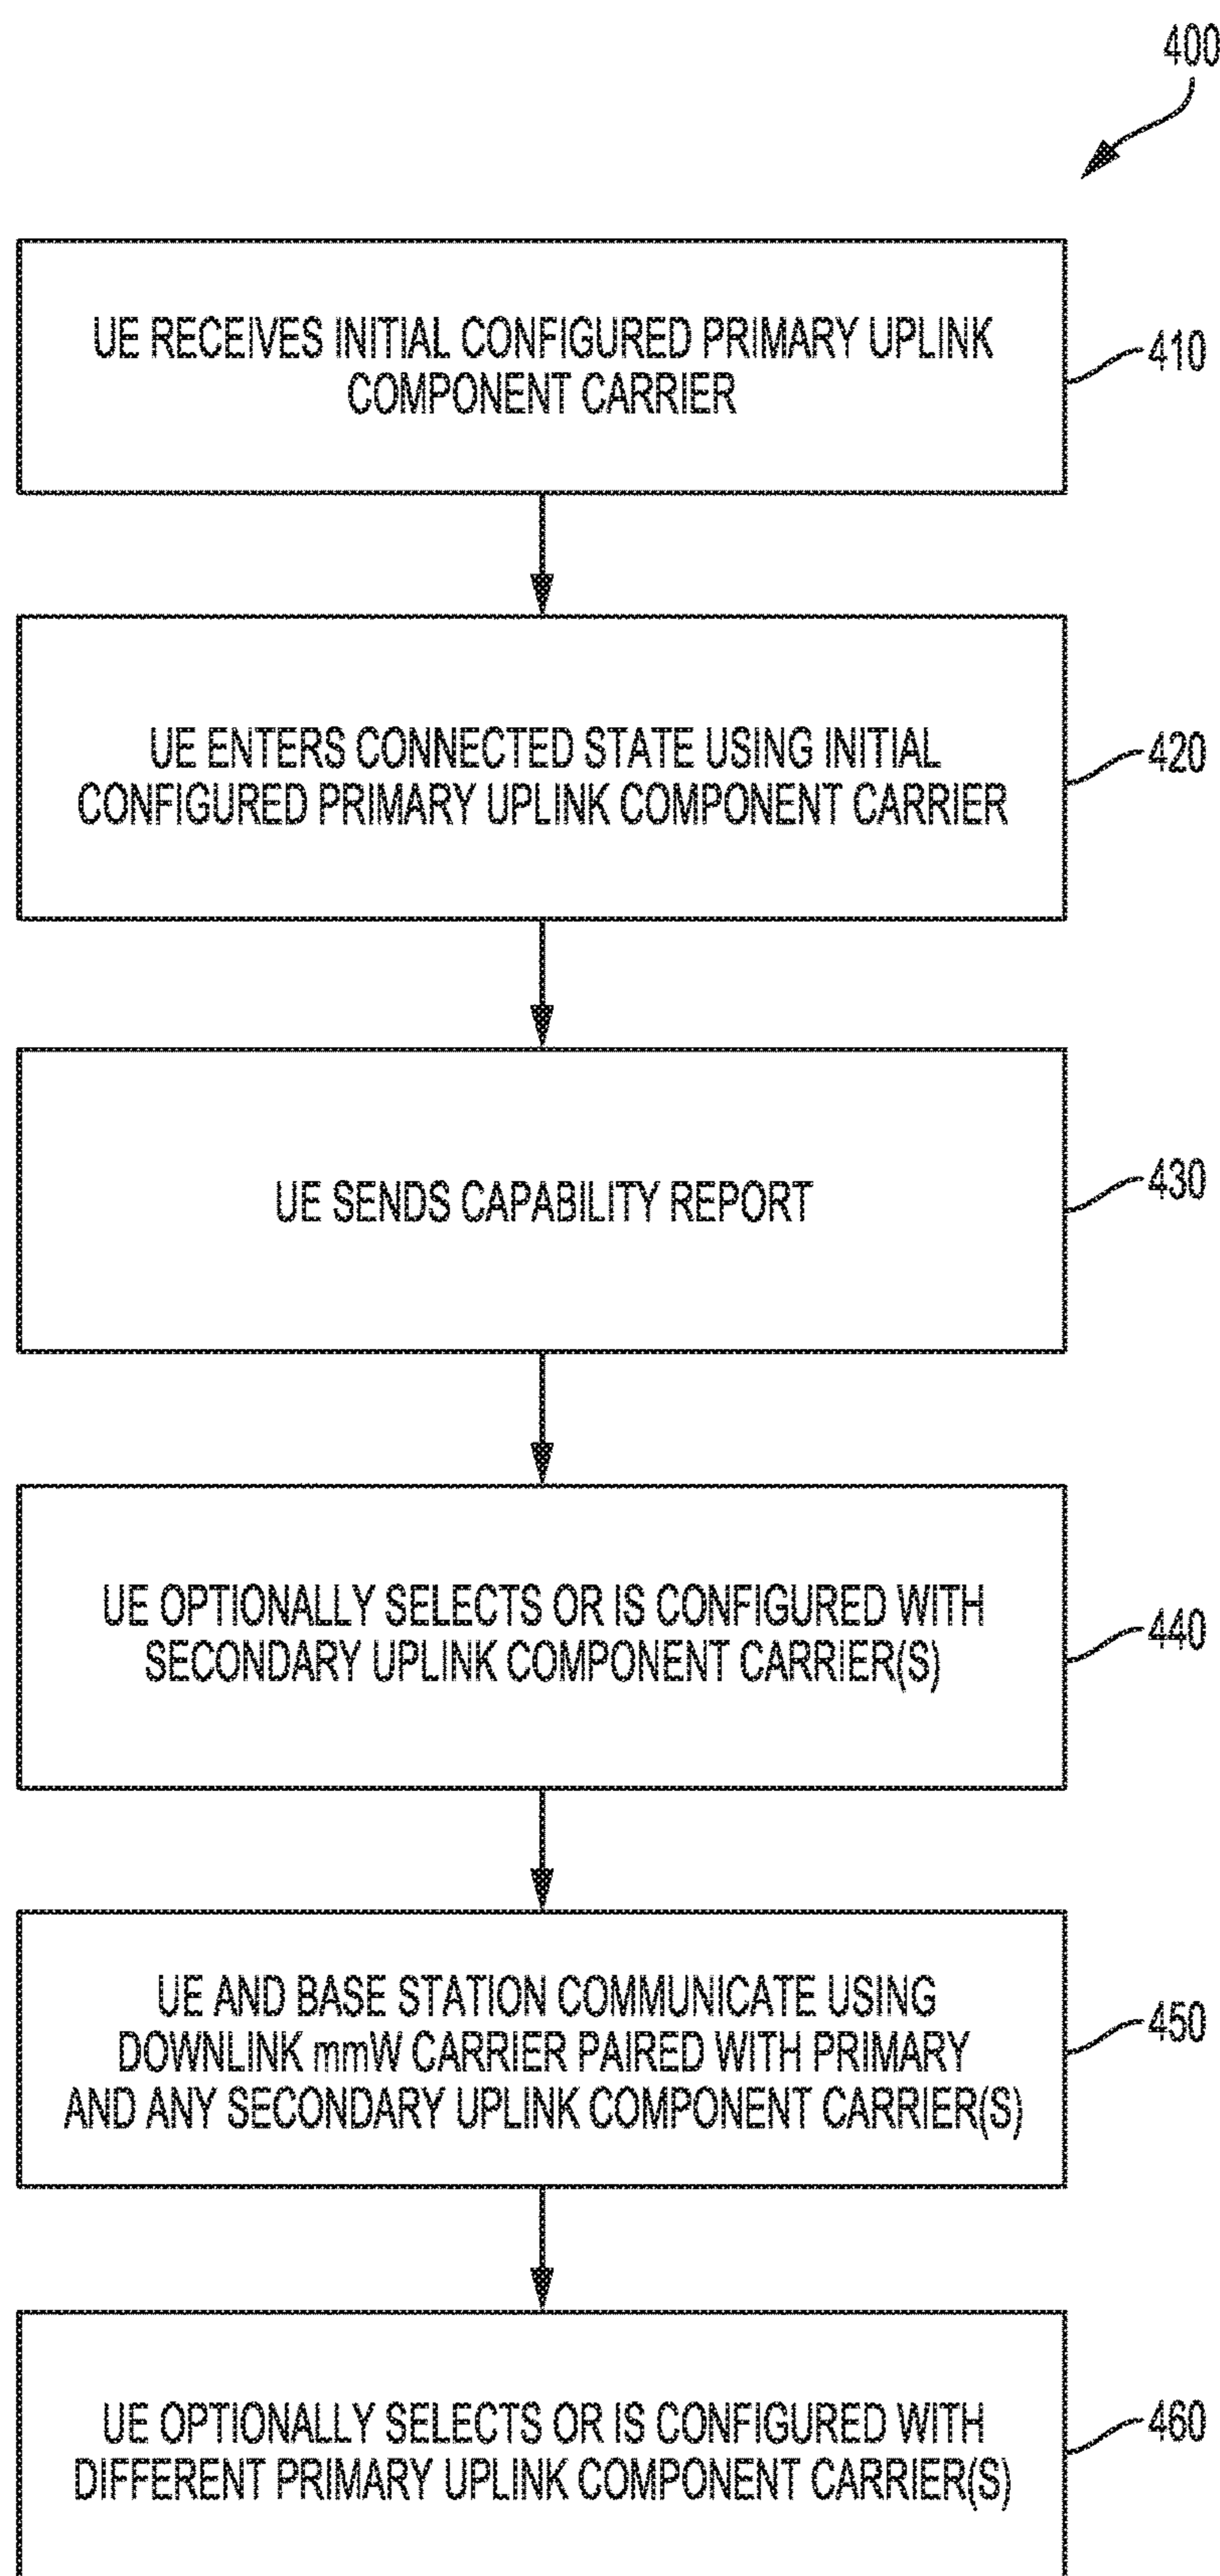 400
UE RECEIVES INITIAL CONFIGURED PRIMARY UPLINK
COMPONENT CARRIER
410
UE ENTERS CONNECTED STATE USING INITIAL
CONFIGURED PRIMARY UPLINK COMPONENT CARRIER
420
UE SENDS CAPABILITY REPORT
430
UE OPTIONALLY SELECTS OR IS CONFIGURED WITH
SECONDARY UPLINK COMPONENT CARRIER(S)
440
UE AND BASE STATION COMMUNICATE USING
DOWNLINK mmW CARRIER PAIRED WITH PRIMARY
AND ANY SECONDARY UPLINK COMPONENT CARRIER(S)
450
UE OPTIONALLY SELECTS OR IS CONFIGURED WITH
DIFFERENT PRIMARY UPLINK COMPONENT CARRIER(S)
460